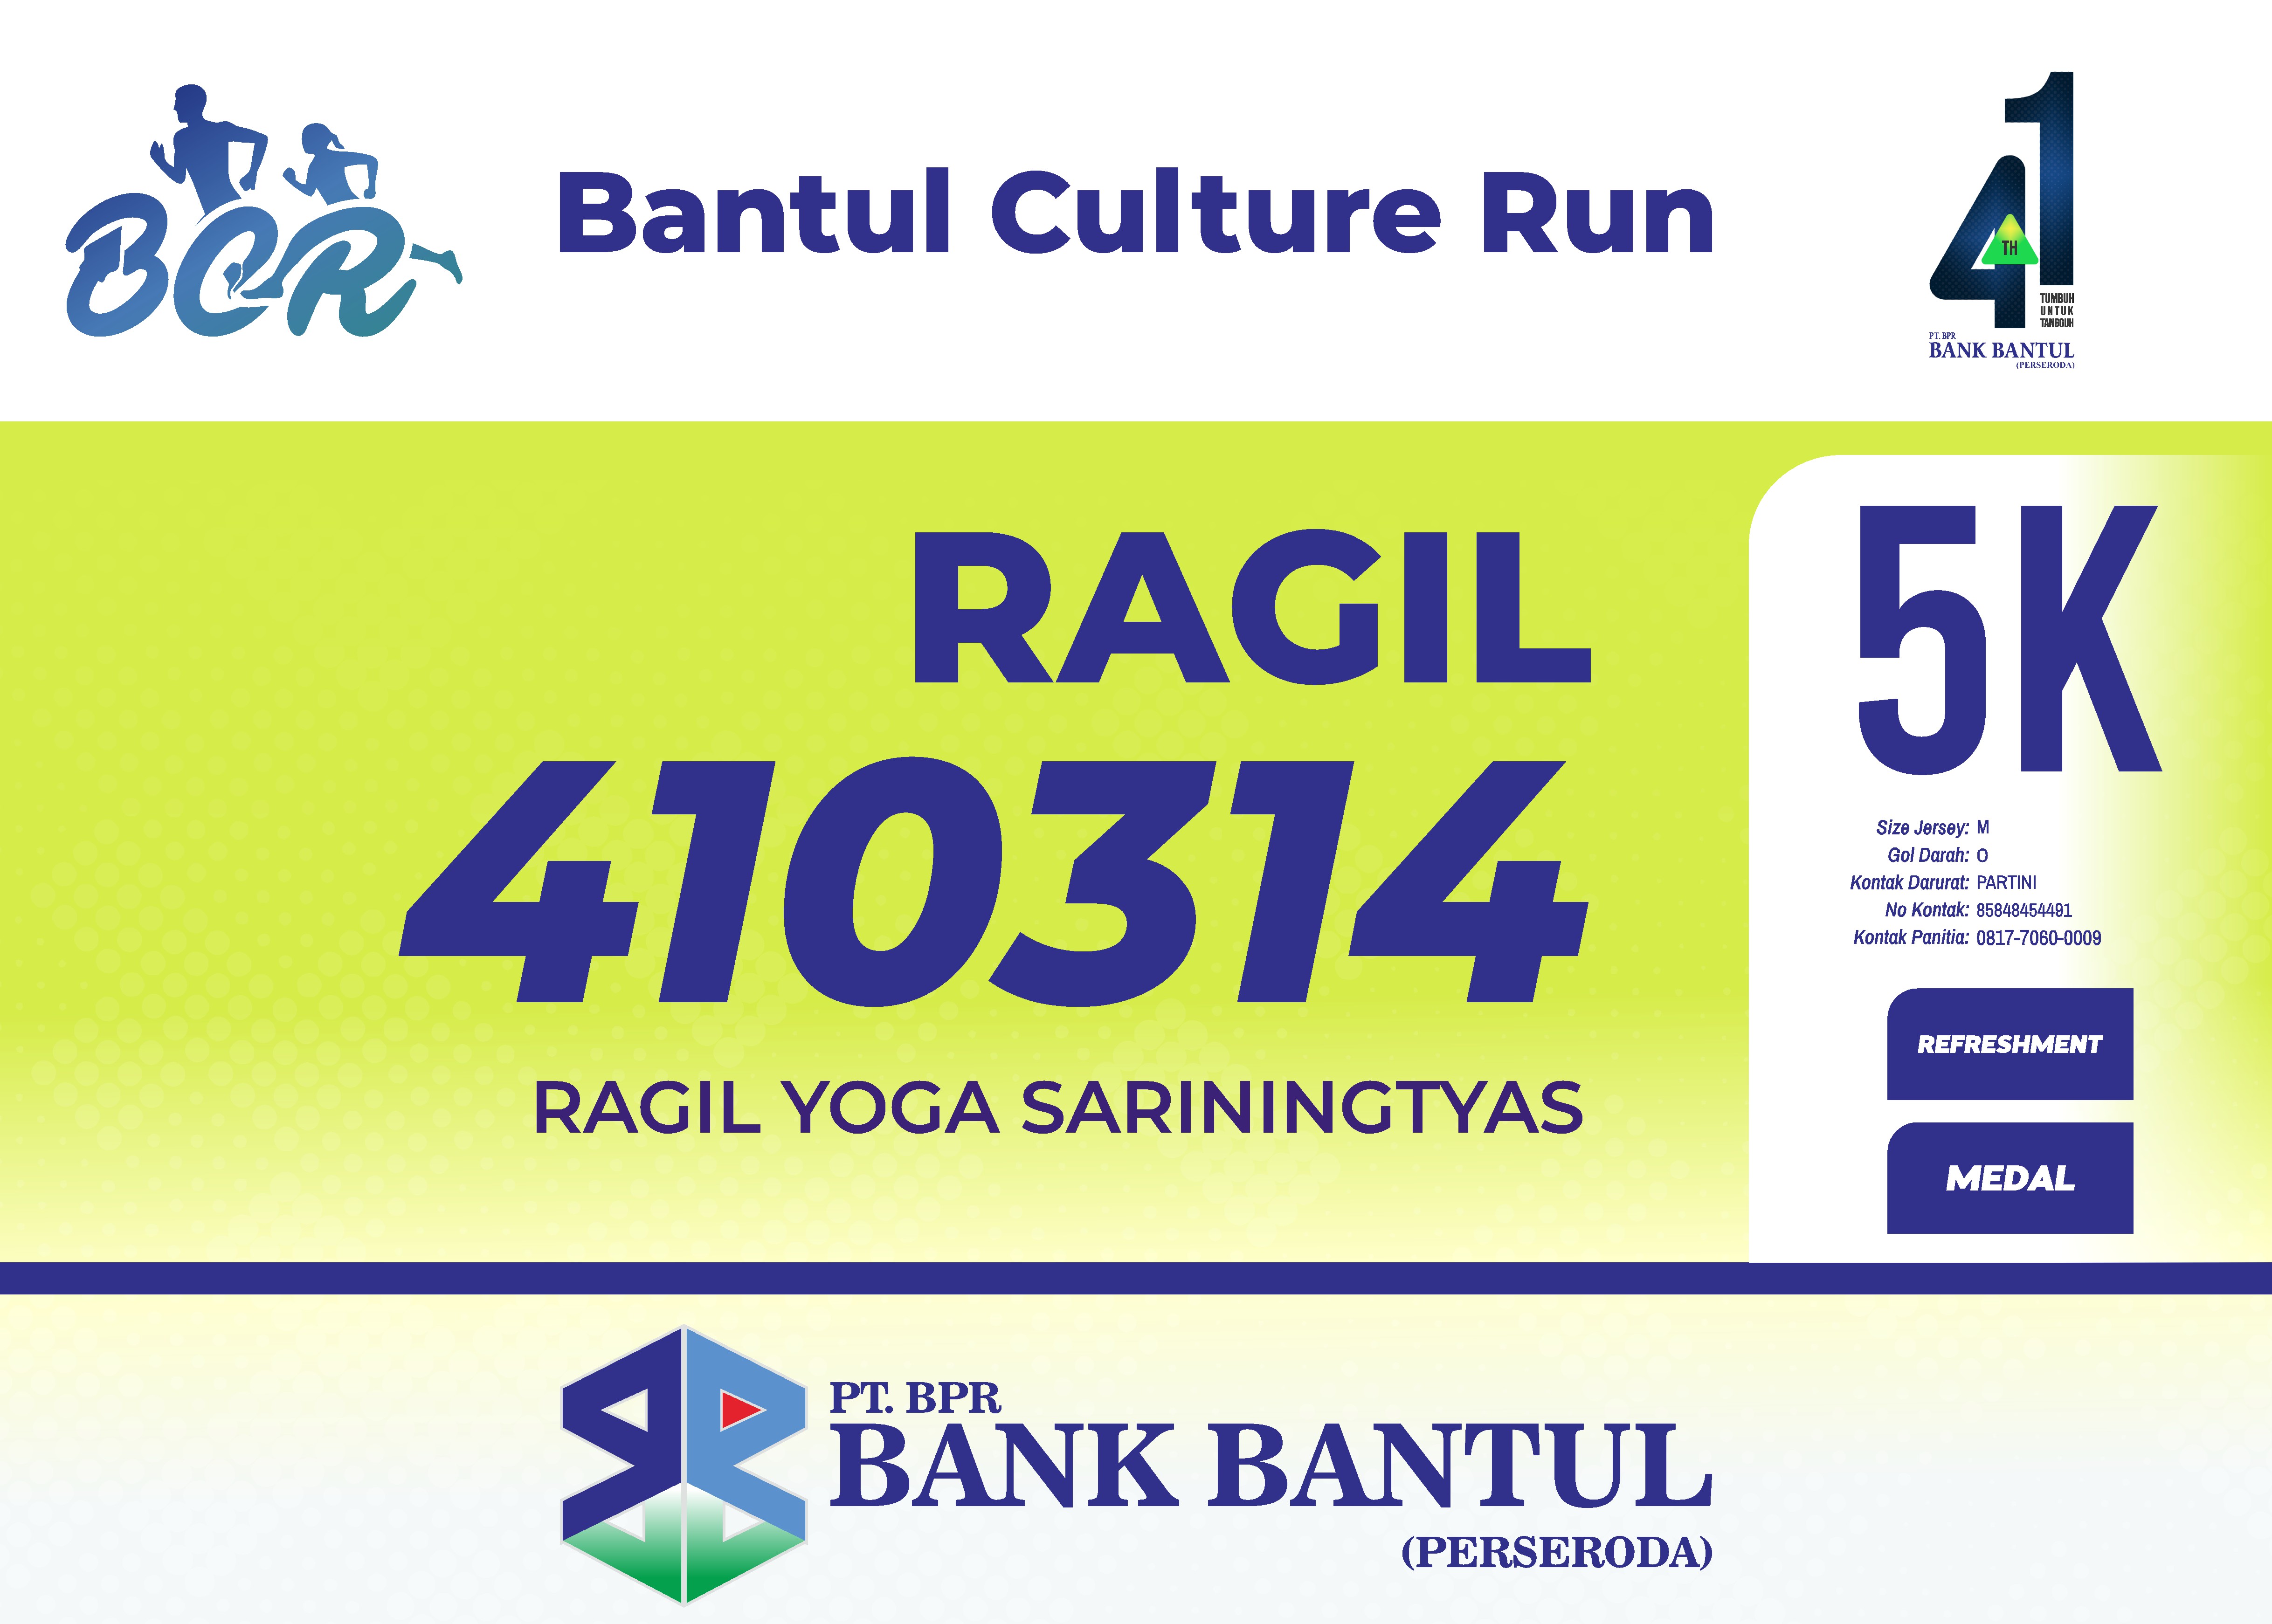 BCR
Bantul Culture Run
41
TH
TUMBUH
UNTUK
TANGGUH
PT. BPR
BANK BANTUL
(PERSERODA)
RAGIL
410314
RAGIL YOGA SARININGTYAS
5K
Size Jersey: M
Gol Darah: O
Kontak Darurat: PARTINI
No Kontak: 85848454491
Kontak Panitia: 0817-7060-0009
REFRESHMENT
MEDAL
PT. BPR
BANK BANTUL
(PERSERODA)